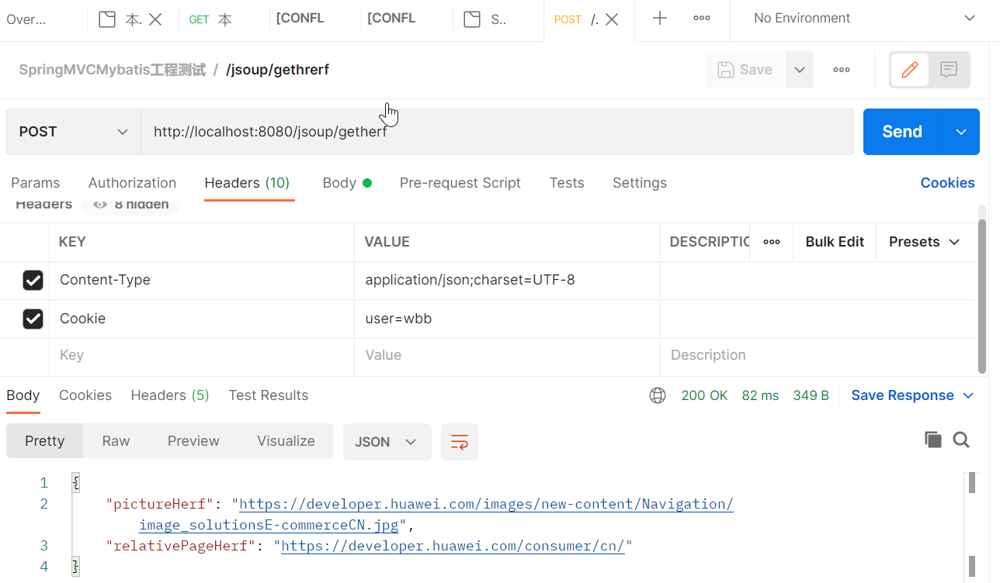 Over... 本. GET 本 [CONFL [CONFL S.. POST /. No Environment
SpringMVCMybatis工程测试 / /jsoup/gethrerf Save
POST http://localhost:8080/jsoup/getherf Send
Params Authorization Headers (10) Body Pre-request Script Tests Settings Cookies
Headers 8 hidden
KEY VALUE DESCRIPTIO Bulk Edit Presets
Content-Type application/json;charset=UTF-8
Cookie user=wbb
Key Value Description
Body Cookies Headers (5) Test Results 200 OK 82 ms 349 B Save Response
Pretty Raw Preview Visualize JSON
1 {
2 "pictureHerf": "https://developer.huawei.com/images/new-content/Navigation/
image_solutionsE-commerceCN.jpg",
3 "relativePageHerf": "https://developer.huawei.com/consumer/cn/"
4 }